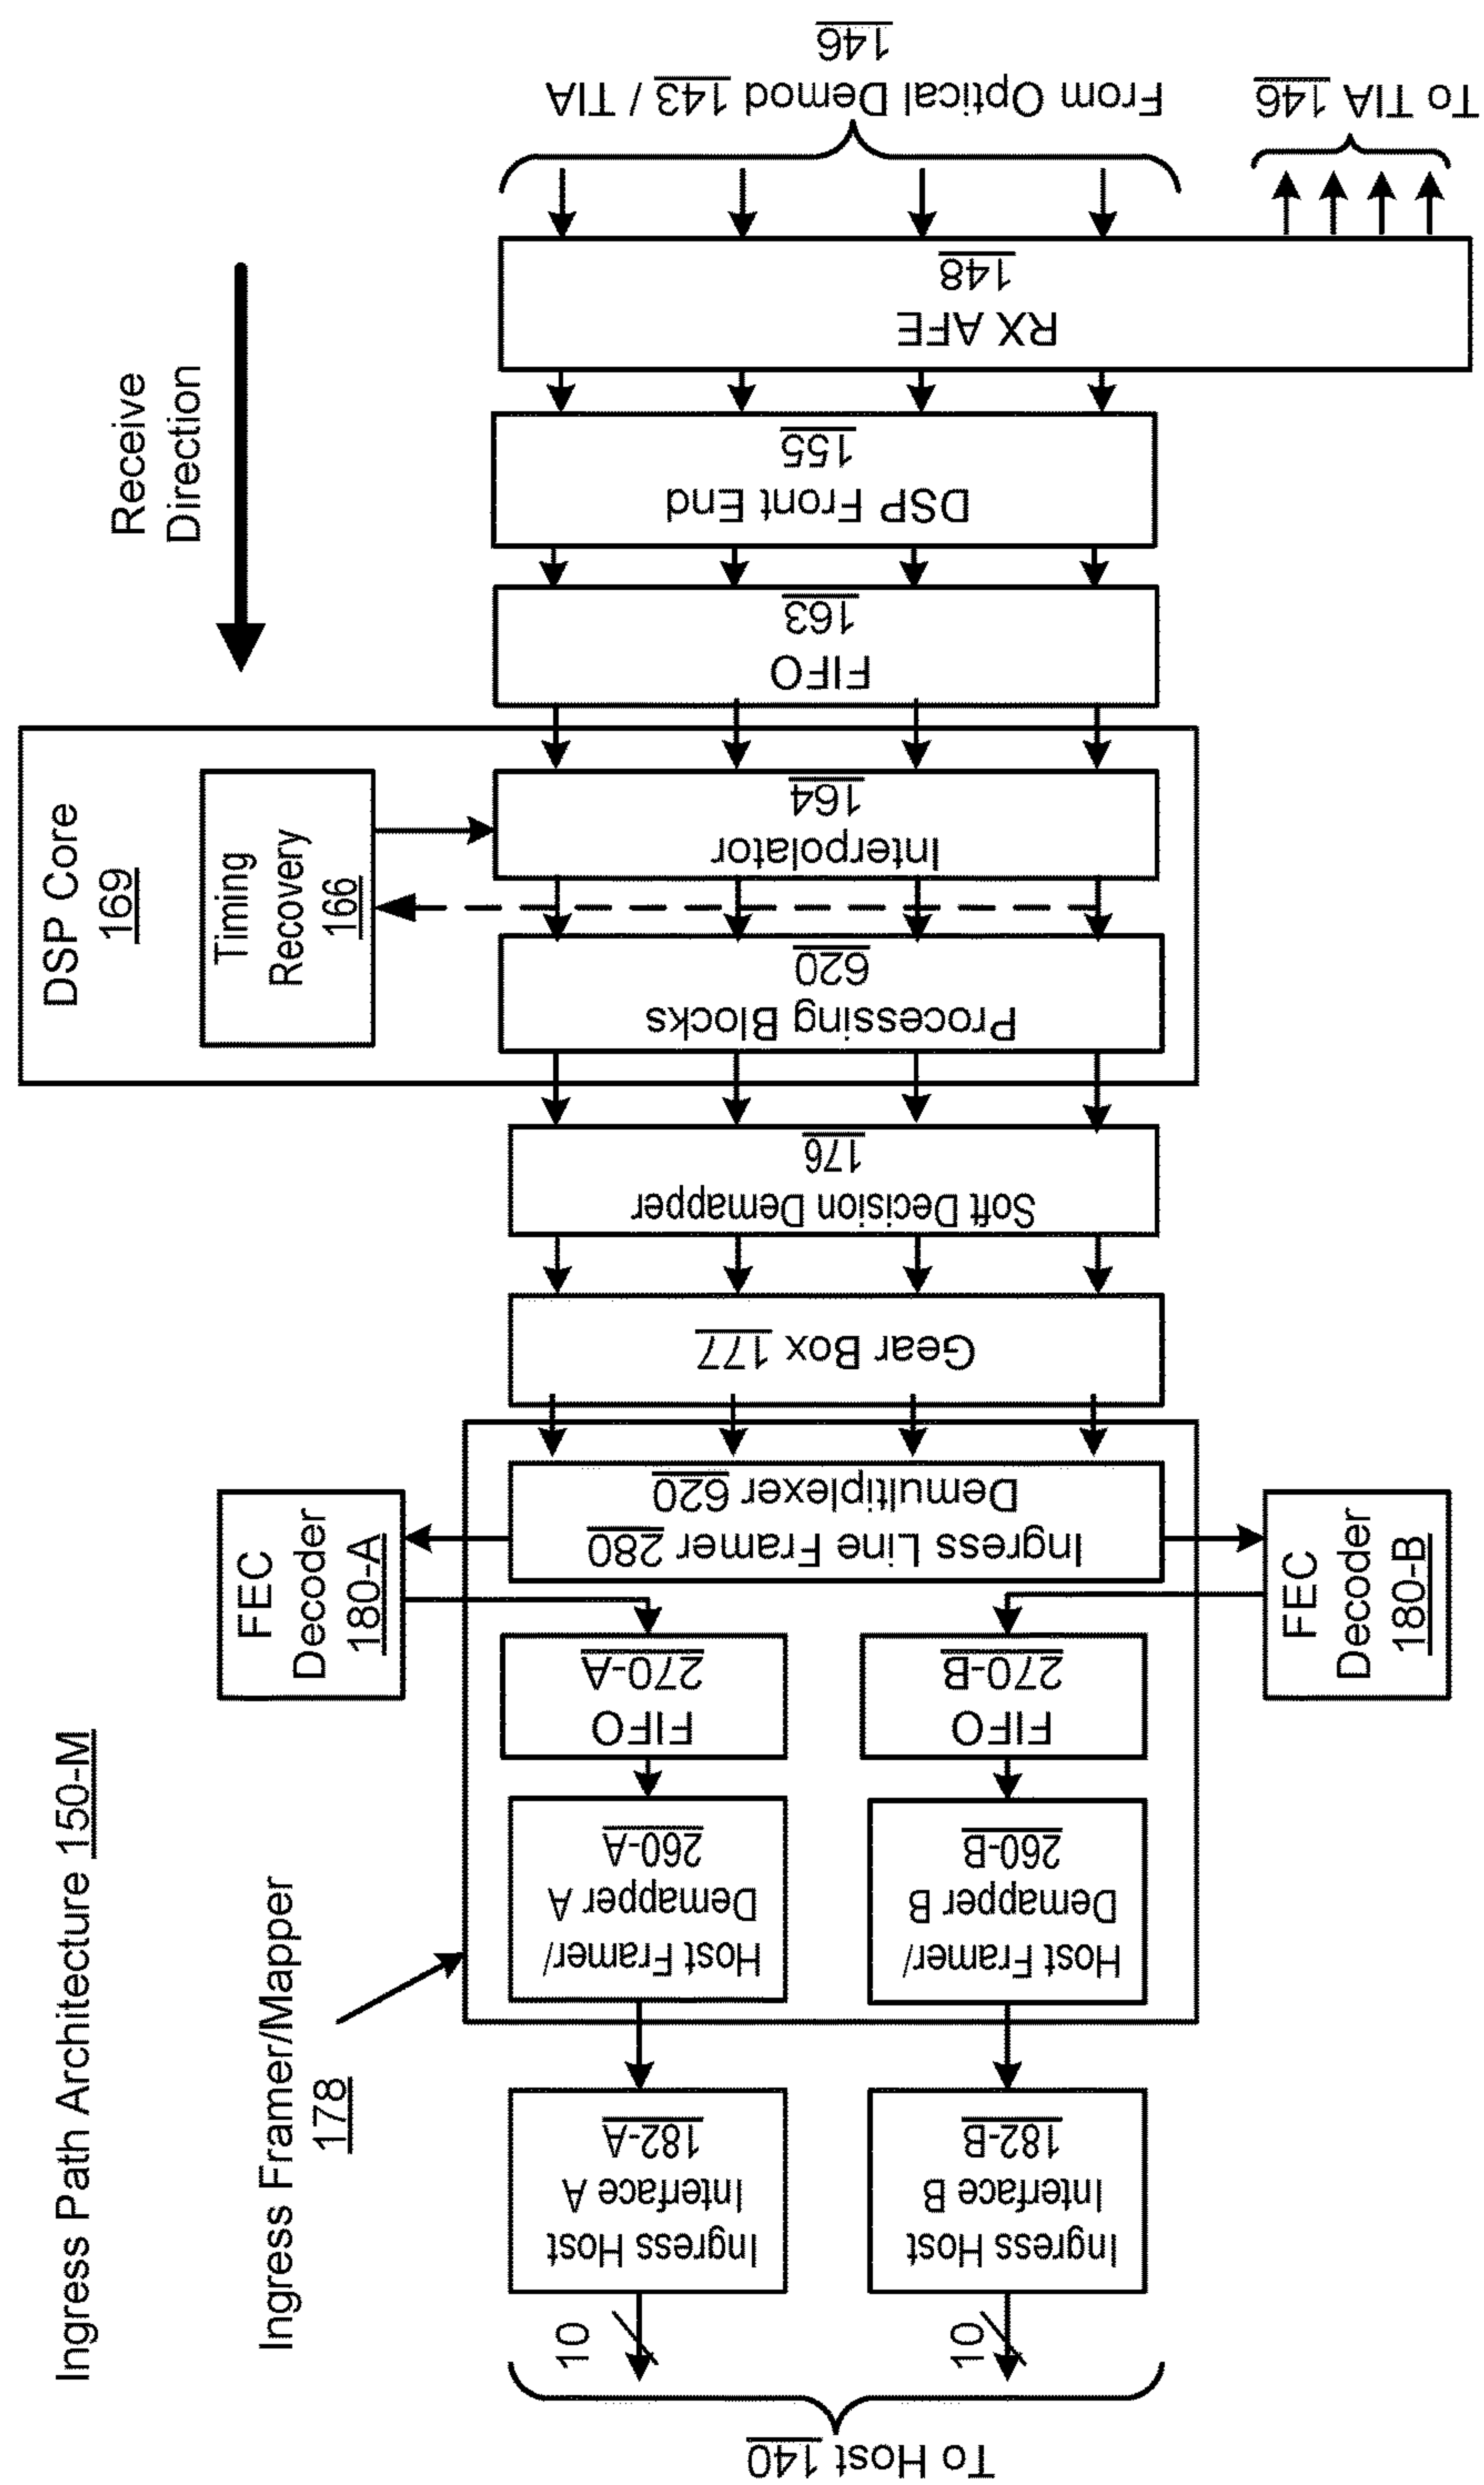 Ingress Path Architecture 150-M
Receive
Direction
From Optical Demod 143 / TIA
146
To TIA 146
RX AFE
148
DSP Front End
155
FIFO
163
DSP Core
169
Timing
Recovery
166
Interpolator
164
Processing Blocks
620
Soft Decision Demapper
176
Gear Box 177
Ingress Framer/Mapper
178
Ingress Line Framer 280
Demultiplexer 620
FEC
Decoder
180-A
FEC
Decoder
180-B
FIFO
270-A
FIFO
270-B
Host Framer/
Demapper A
260-A
Host Framer/
Demapper B
260-B
Ingress Host
Interface A
182-A
Ingress Host
Interface B
182-B
10
10
To Host 140